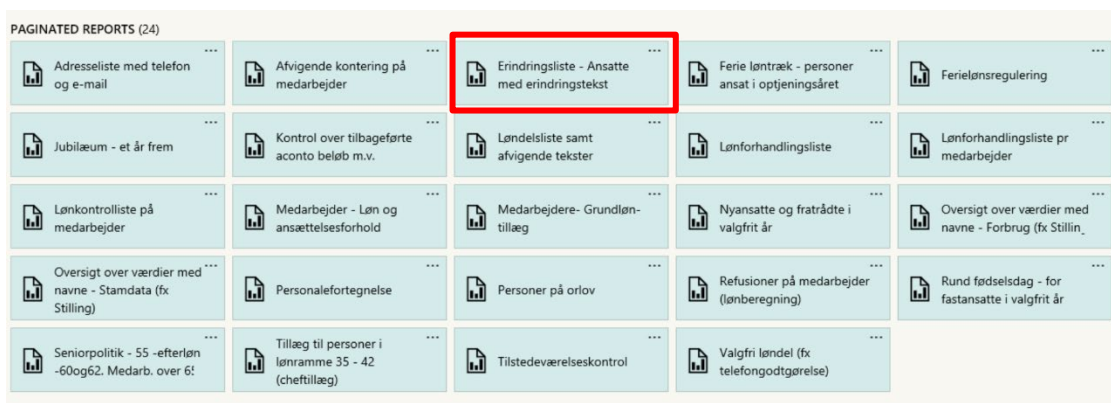 PAGINATED REPORTS (24)
Adresseliste med telefon
og e-mail
Afvigende kontering på
medarbejder
Erindringsliste - Ansatte
med erindringstekst
Ferie løntræk - personer
ansat i optjeningsåret
Ferielønsregulering
Jubilæum - et år frem
Kontrol over tilbageførte
aconto beløb m.v.
Løndelsliste samt
afvigende tekster
Lønforhandlingsliste
Lønforhandlingsliste pr
medarbejder
Lønkontrolliste på
medarbejder
Medarbejder - Løn og
ansættelsesforhold
Medarbejdere- Grundløn-
tillæg
Nyansatte og fratrådte i
valgfrit år
Oversigt over værdier med
navne - Forbrug (fx Stillin
Oversigt over værdier med
navne - Stamdata (fx
Stilling)
Personalefortegnelse
Personer på orlov
Refusioner på medarbejder
(lønberegning)
Rund fødselsdag - for
fastansatte i valgfrit år
Seniorpolitik - 55 -efterløn
-60og62. Medarb. over
Tillæg til personer i
lønramme 35 - 42
(cheftillæg)
Tilstedeværelseskontrol
Valgfri løndel (fx
telefongodtgørelse)